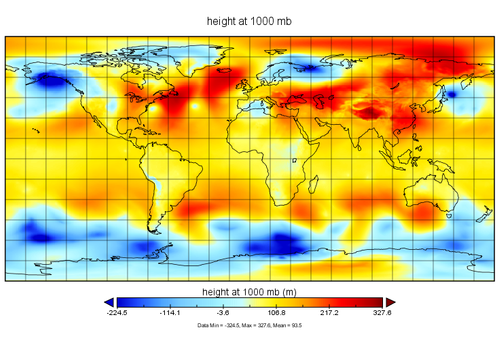 height at 1000 mb
height at 1000 mb (m)
-224.5 -114.1 -3.6 106.8 217.2 327.6
Data Min = -324.5, Max = 327.6, Mean = 93.5